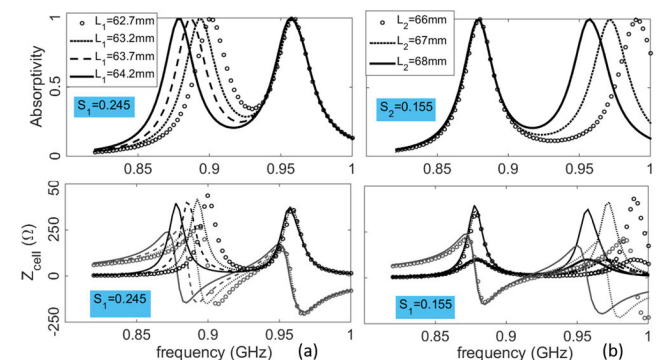 Absorptivity
1
0.5
0
L1=62.7mm
L1=63.2mm
L1=63.7mm
L1=64.2mm
S1=0.245
0.85 0.9 0.95 1
L2=66mm
L2=67mm
L2=68mm
S2=0.155
0.85 0.9 0.95 1
Zcell (Ω)
500
250
0
-250
S1=0.245
0.85 0.9 0.95 1
frequency (GHz) (a)
S1=0.155
0.85 0.9 0.95 1
frequency (GHz) (b)